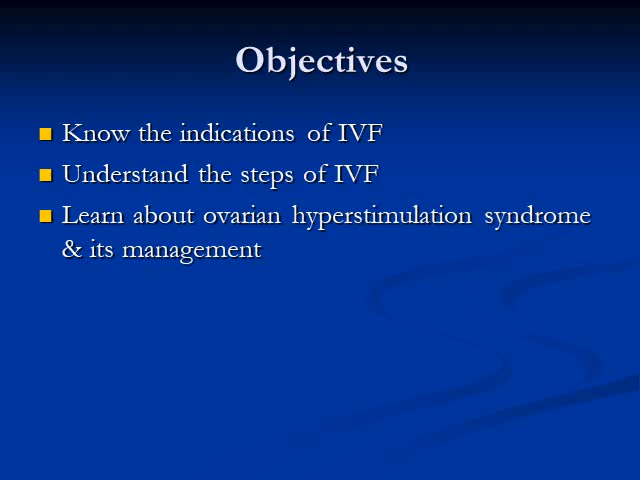 Objectives
Know the indications of IVF
Understand the steps of IVF
Learn about ovarian hyperstimulation syndrome
& its management